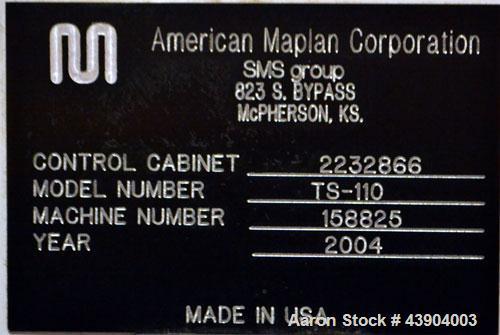 American Maplan Corporation
SMS group
823 S. BYPASS
McPHERSON, KS.
CONTROL CABINET 2232866
MODEL NUMBER TS-110
MACHINE NUMBER 158825
YEAR 2004
MADE IN USA
Aaron Stock # 43904003